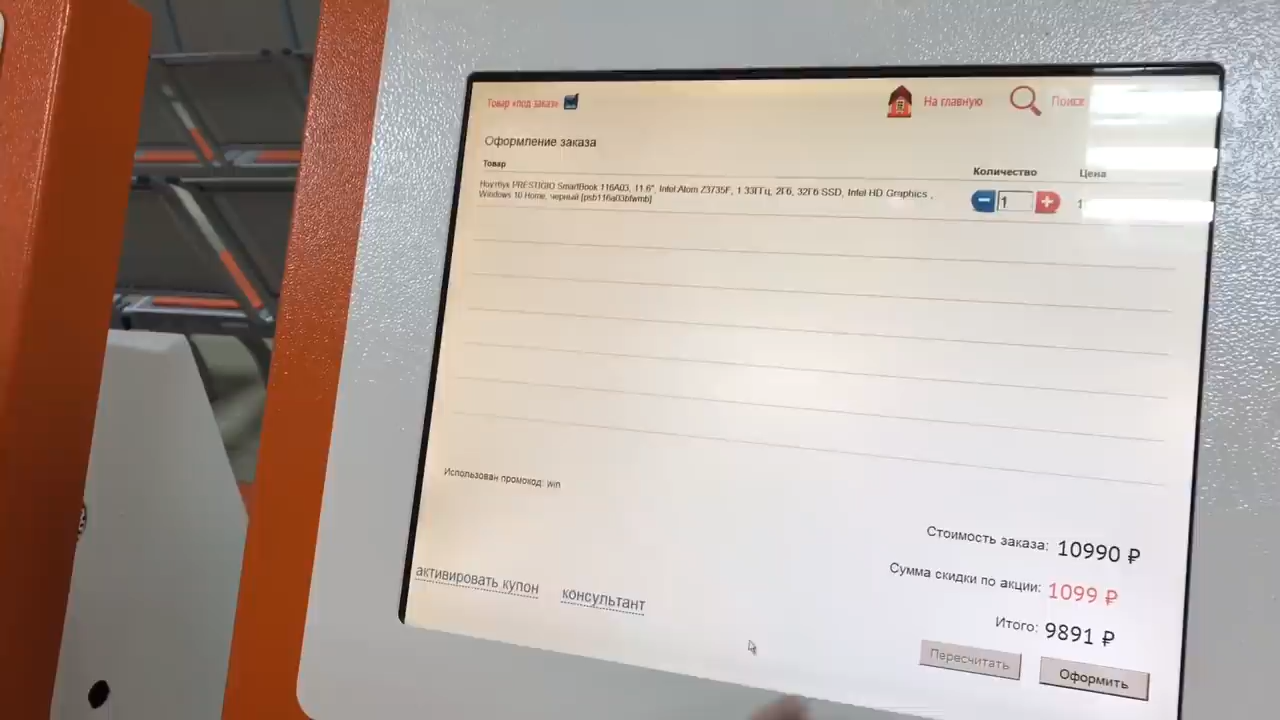 Товар «под заказ»
На главную
Поиск
Оформление заказа
Товар
Количество
Цена
Ноутбук PRESTIGIO SmartBook 116A03, 11.6", Intel Atom Z3735F, 1.33ГГц, 2Гб, 32Гб SSD, Intel HD Graphics ,
Windows 10 Home, черный [psb116a03bfwmb]
1
Использован промокод: win
Стоимость заказа: 10990 ₽
Сумма скидки по акции: 1099 ₽
Итого: 9891 ₽
активировать купон
консультант
Пересчитать
Оформить